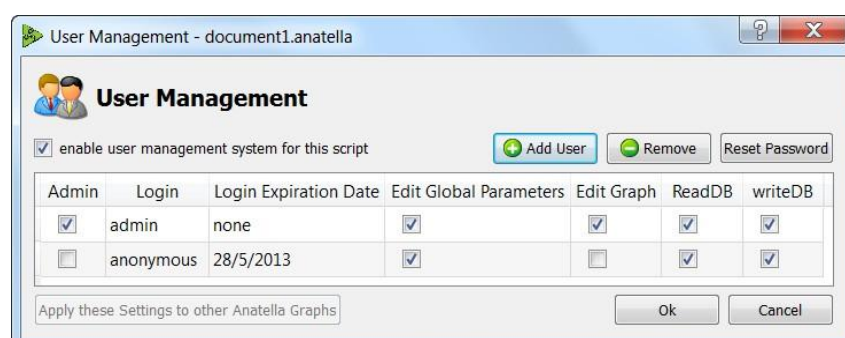 User Management - document1.anatella
User Management
enable user management system for this script
Add User
Remove
Reset Password
Admin Login Login Expiration Date Edit Global Parameters Edit Graph ReadDB writeDB
admin none
anonymous 28/5/2013
Apply these Settings to other Anatella Graphs
Ok
Cancel